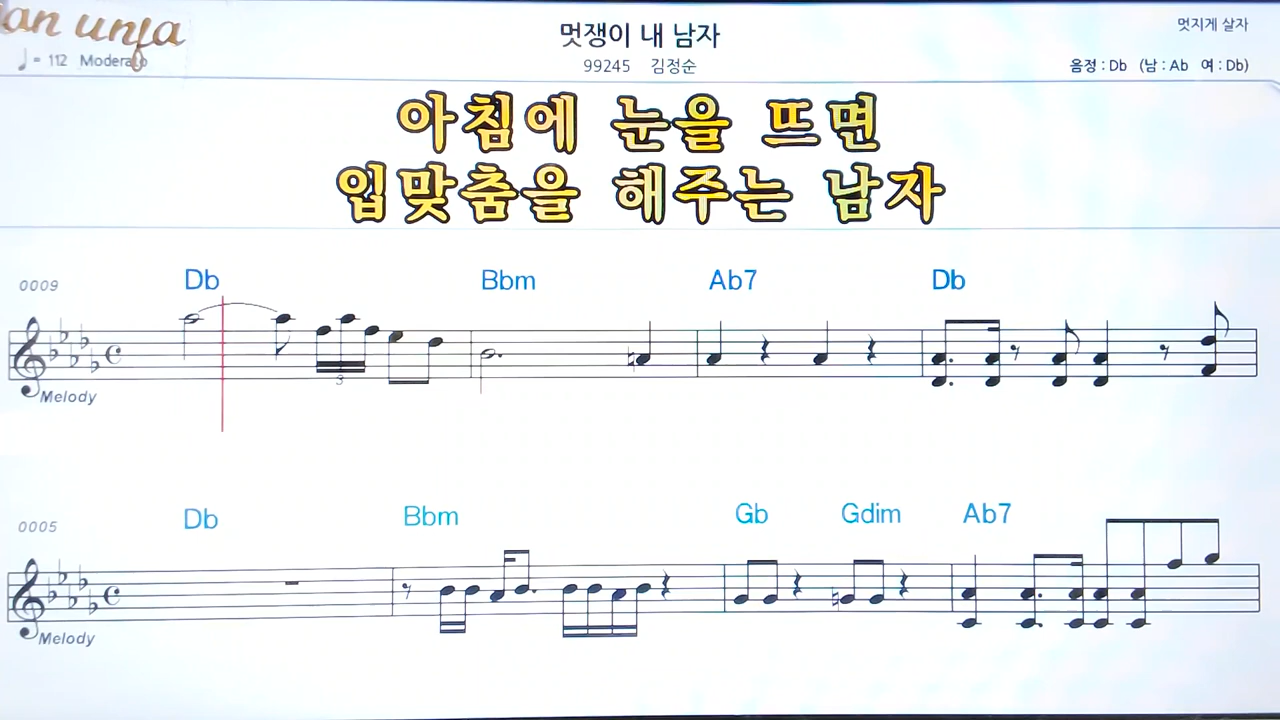 멋쟁이 내 남자
멋지게 살자
♩= 112 Moderato
99245 김정순
음정 : Db (남 : Ab 여 : Db)
아침에 눈을 뜨면
입맞춤을 해주는 남자
0009 Db Bbm Ab7 Db
3
Melody
0005 Db Bbm Gb Gdim Ab7
Melody